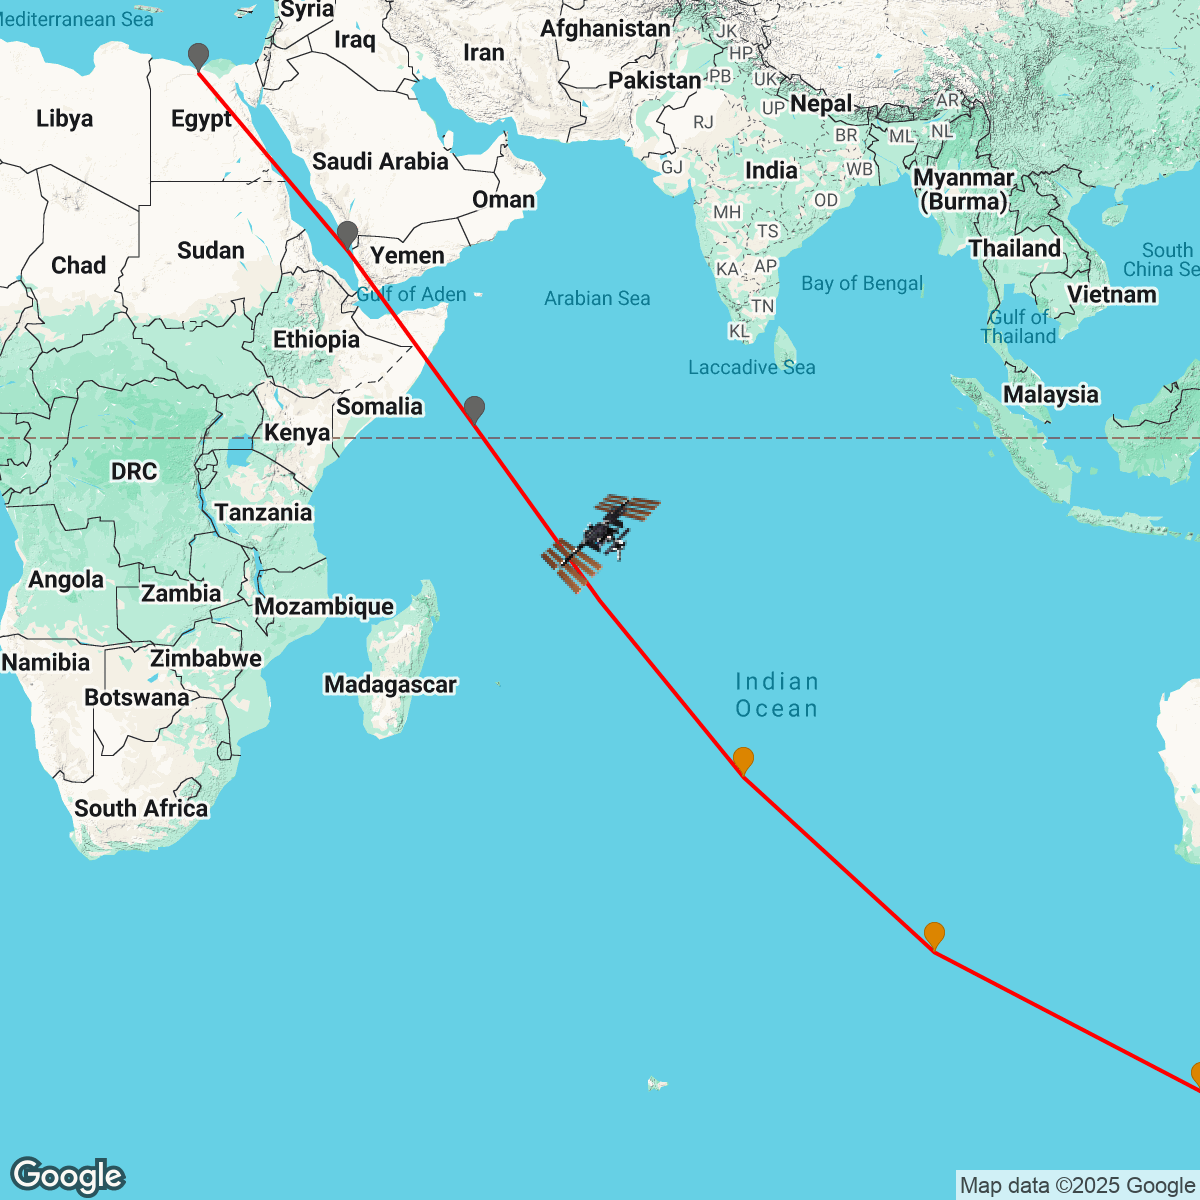 Mediterranean Sea
Syria
Afghanistan
JK
Iraq
Iran
HP
PB
Pakistan
UK
Nepal
AR
UP
Libya
Egypt
RJ
BR
ML
NL
Saudi Arabia
GJ
India
WB
Myanmar
(Burma)
Oman
OD
MH
TS
Sudan
Yemen
Thailand
South
China Se
Chad
KA
AP
Bay of Bengal
Gulf of Aden
Arabian Sea
Vietnam
TN
Gulf of
Thailand
KL
Ethiopia
Laccadive Sea
Malaysia
Somalia
Kenya
DRC
Tanzania
Angola
Zambia
Mozambique
Namibia
Zimbabwe
Madagascar
Botswana
Indian
Ocean
South Africa
Google
Map data ©2025 Google